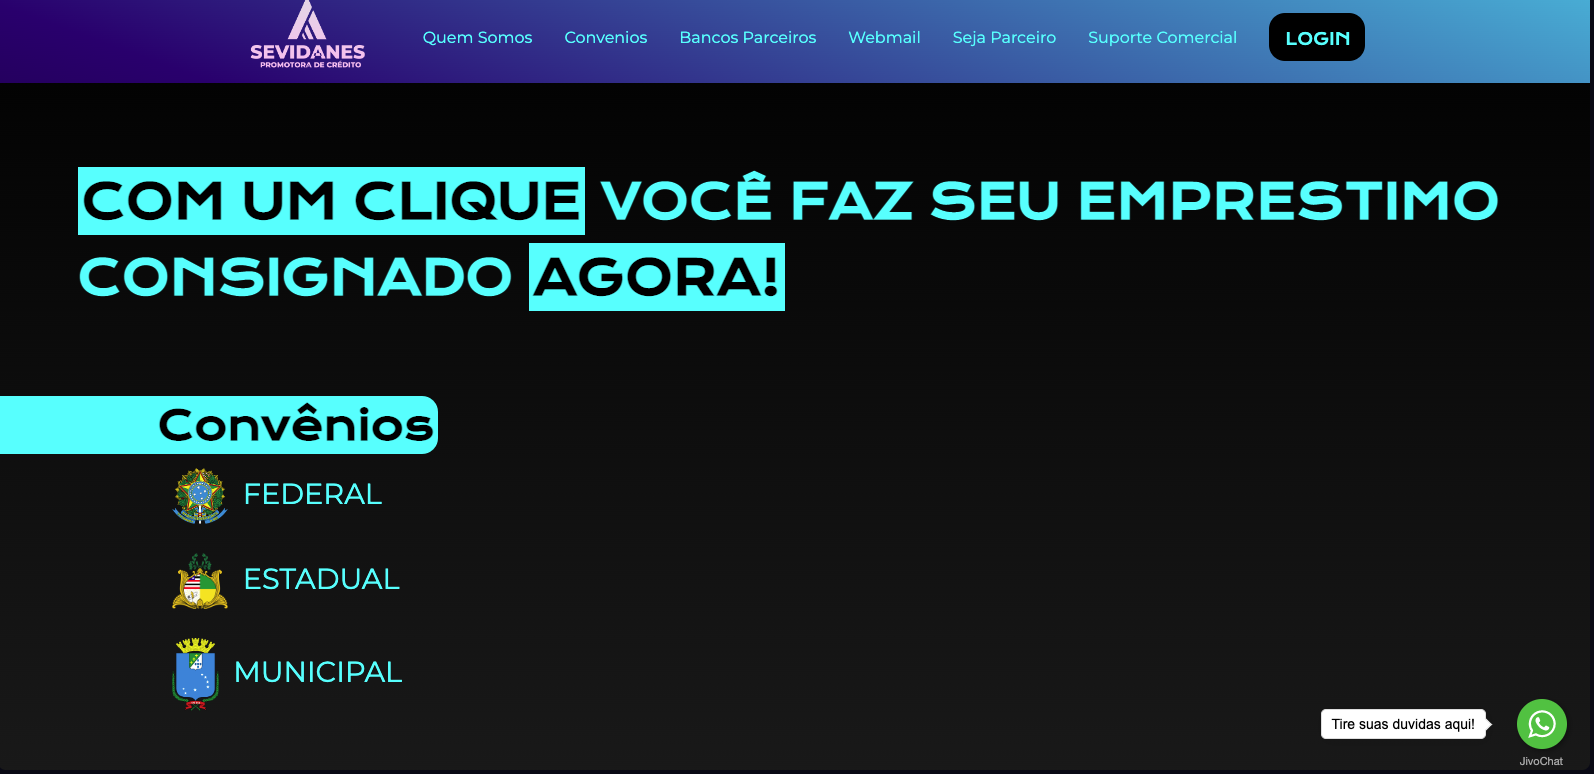 SEVIDANES
PROMOTORA DE CRÉDITO
Quem Somos
Convenios
Bancos Parceiros
Webmail
Seja Parceiro
Suporte Comercial
LOGIN
COM UM CLIQUE VOCÊ FAZ SEU EMPRESTIMO
CONSIGNADO AGORA!
Convênios
FEDERAL
ESTADUAL
MUNICIPAL
Tire suas duvidas aqui!
JivoChat